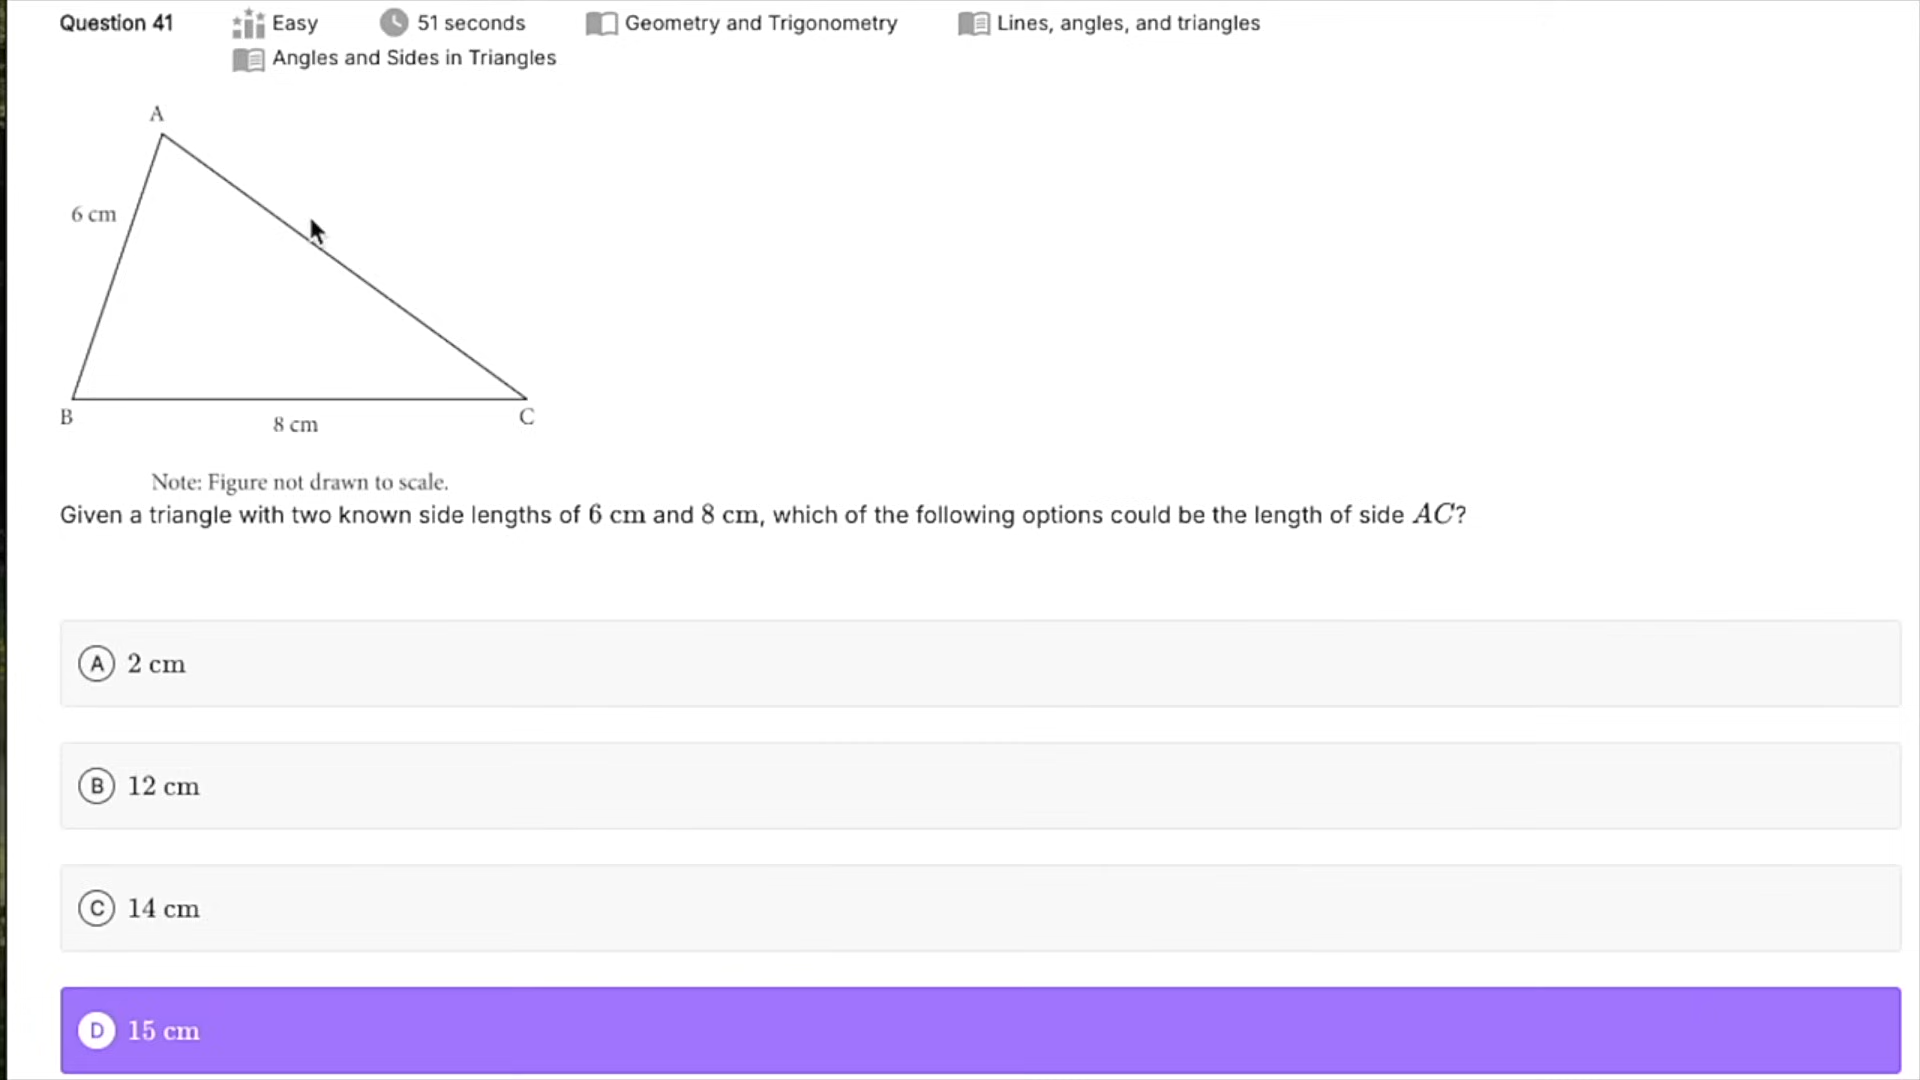 Question 41 Easy 51 seconds Geometry and Trigonometry Lines, angles, and triangles
Angles and Sides in Triangles
A
6 cm
B C
8 cm
Note: Figure not drawn to scale.
Given a triangle with two known side lengths of 6 cm and 8 cm, which of the following options could be the length of side AC?
A 2 cm
B 12 cm
C 14 cm
D 15 cm